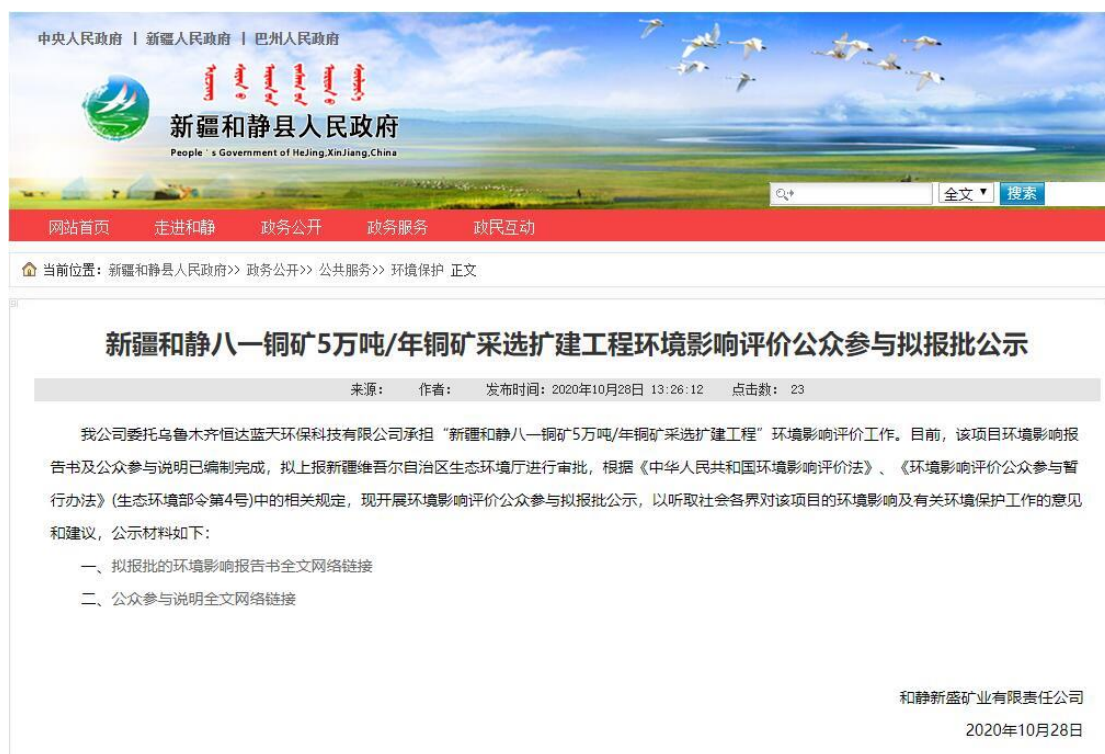 中央人民政府 | 新疆人民政府 | 巴州人民政府
新疆和静县人民政府
People's Government of HeJing,XinJiang,China
全文 搜索
网站首页 走进和静 政务公开 政务服务 政民互动
当前位置：新疆和静县人民政府>> 政务公开>> 公共服务>> 环境保护 正文
新疆和静八一铜矿5万吨/年铜矿采选扩建工程环境影响评价公众参与拟报批公示
来源： 作者： 发布时间：2020年10月28日 13:26:12 点击数： 23
我公司委托乌鲁木齐恒达蓝天环保科技有限公司承担“新疆和静八一铜矿5万吨/年铜矿采选扩建工程”环境影响评价工作。目前，该项目环境影响报
告书及公众参与说明已编制完成，拟上报新疆维吾尔自治区生态环境厅进行审批，根据《中华人民共和国环境影响评价法》、《环境影响评价公众参与暂
行办法》(生态环境部令第4号)中的相关规定，现开展环境影响评价公众参与拟报批公示，以听取社会各界对该项目的环境影响及有关环境保护工作的意见
和建议，公示材料如下：
一、拟报批的环境影响报告书全文网络链接
二、公众参与说明全文网络链接
和静新盛矿业有限责任公司
2020年10月28日